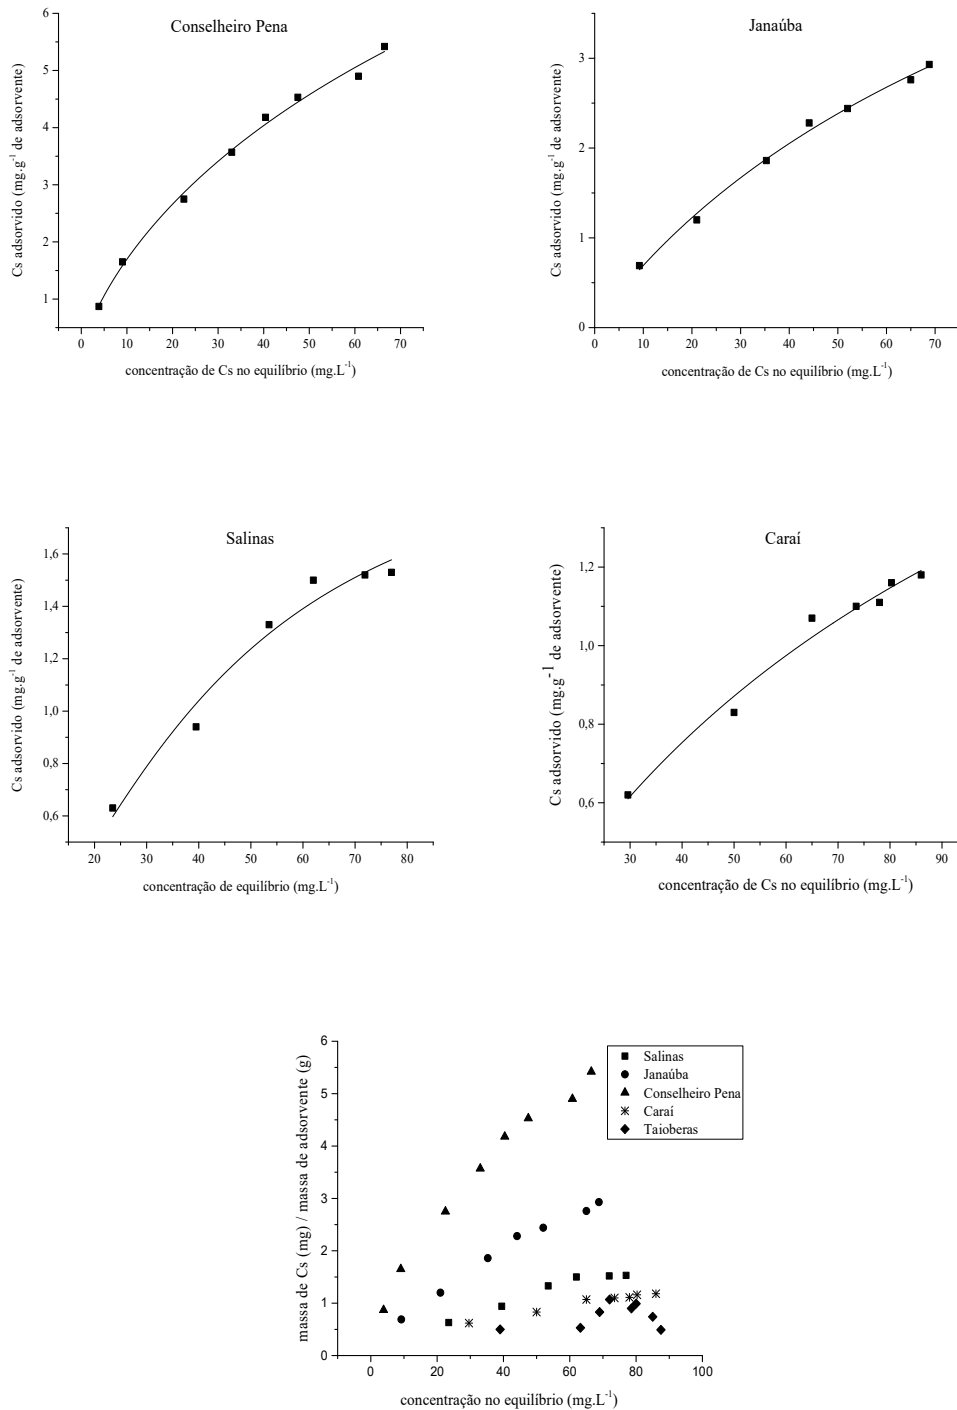 Conselheiro Pena
Cs adsorvido (mg.g⁻¹ de adsorvente)
6
5
4
3
2
1
0 10 20 30 40 50 60 70
concentração de Cs no equilíbrio (mg.L⁻¹)
Janaúba
Cs adsorvido (mg.g⁻¹ de adsorvente)
3
2
1
0
0 10 20 30 40 50 60 70
concentração de Cs no equilíbrio (mg.L⁻¹)
Salinas
Cs adsorvido (mg.g⁻¹ de adsorvente)
1,6
1,4
1,2
1,0
0,8
0,6
20 30 40 50 60 70 80
concentração de equilíbrio (mg.L⁻¹)
Caraí
Cs adsorvido (mg.g⁻¹ de adsorvente)
1,2
1,0
0,8
0,6
30 40 50 60 70 80 90
concentração de Cs no equilíbrio (mg.L⁻¹)
massa de Cs (mg) / massa de adsorvente (g)
6
5
4
3
2
1
0
Salinas
Janaúba
Conselheiro Pena
Caraí
Taioberas
0 20 40 60 80 100
concentração no equilíbrio (mg.L⁻¹)